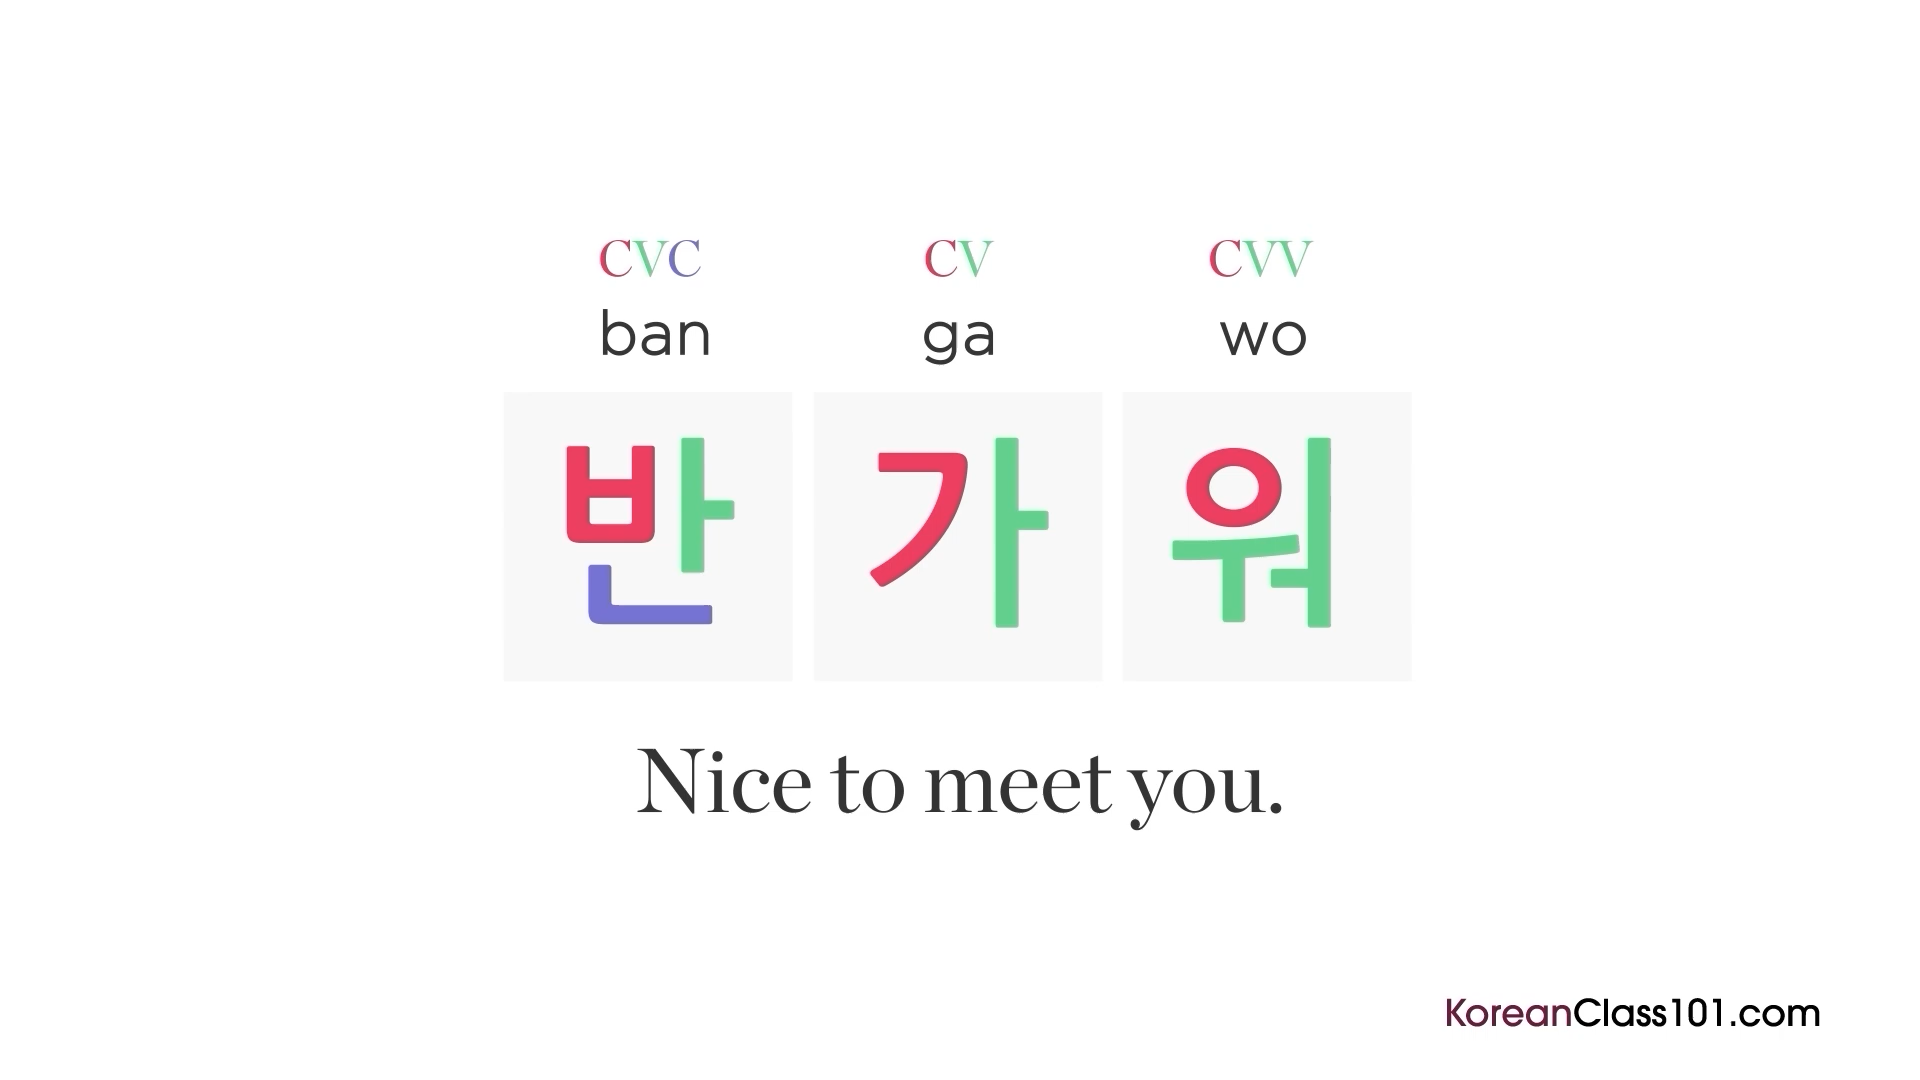 CVC CV CVV
ban ga wo
반 가 워
Nice to meet you.
KoreanClass101.com